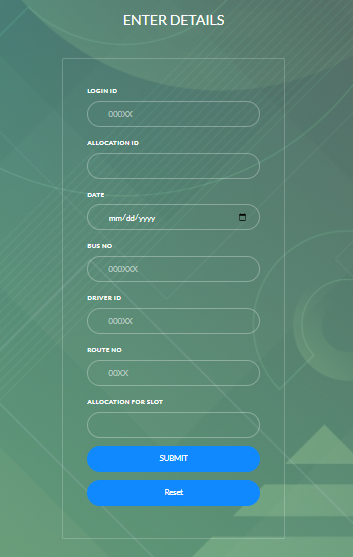 ENTER DETAILS
LOGIN ID
000XX
ALLOCATION ID
DATE
mm/dd/yyyy
BUS NO
000XXX
DRIVER ID
000XX
ROUTE NO
00XX
ALLOCATION FOR SLOT
SUBMIT
Reset